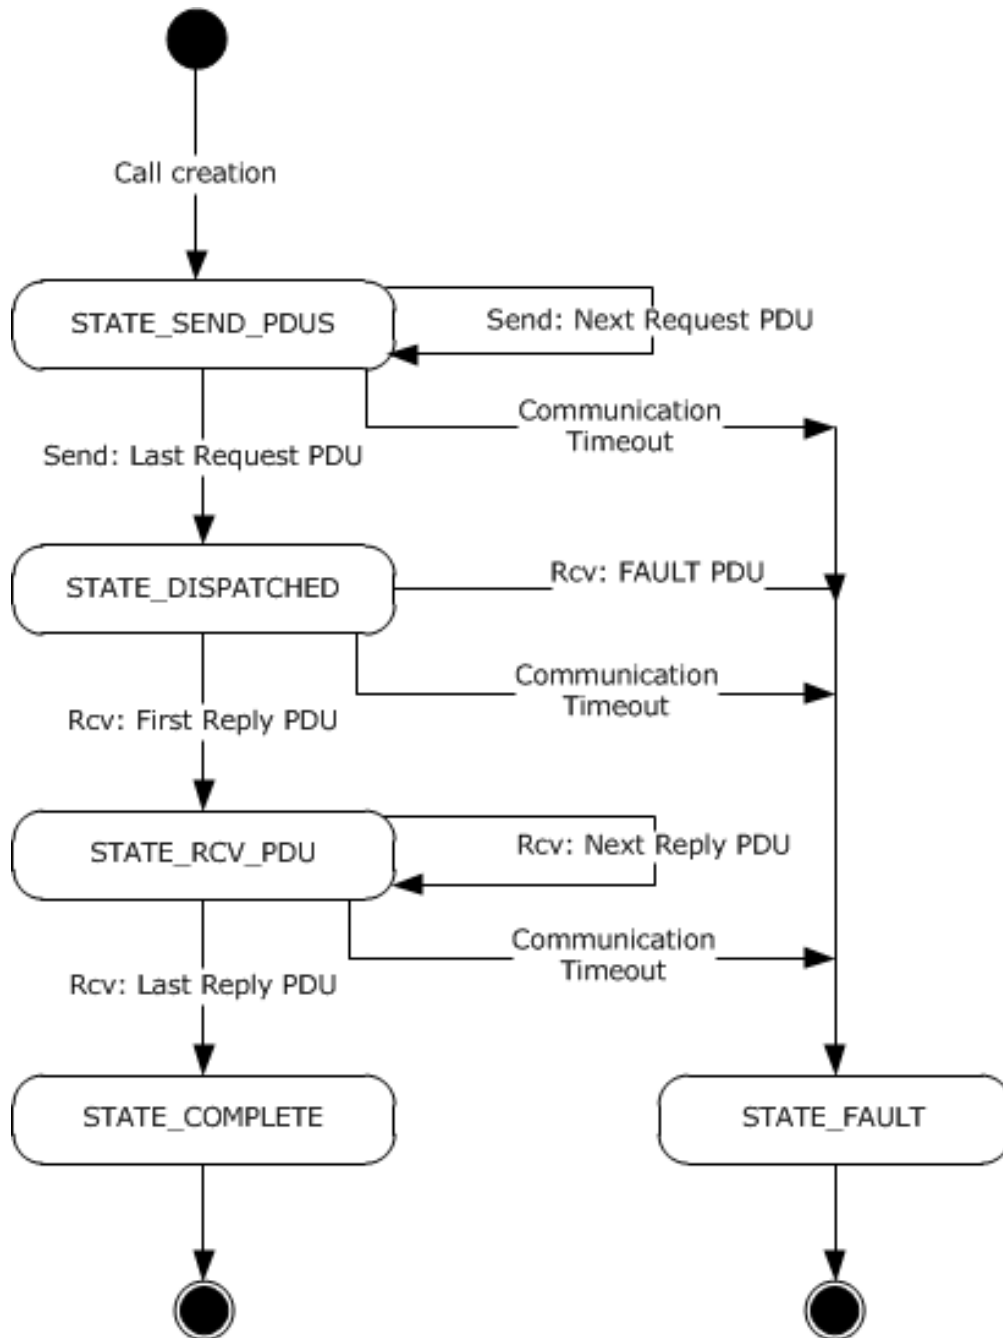 Call creation
STATE_SEND_PDUS
Send: Next Request PDU
Communication
Timeout
Send: Last Request PDU
STATE_DISPATCHED
Rcv: FAULT PDU
Communication
Timeout
Rcv: First Reply PDU
STATE_RCV_PDU
Rcv: Next Reply PDU
Communication
Timeout
Rcv: Last Reply PDU
STATE_COMPLETE
STATE_FAULT